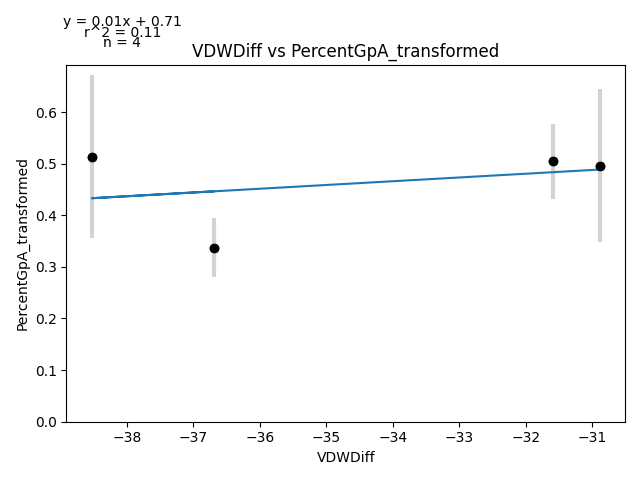 y = 0.01x + 0.71
r^2 = 0.11
n = 4
VDWDiff vs PercentGpA_transformed
PercentGpA_transformed
0.6
0.5
0.4
0.3
0.2
0.1
0.0
−38 −37 −36 −35 −34 −33 −32 −31
VDWDiff